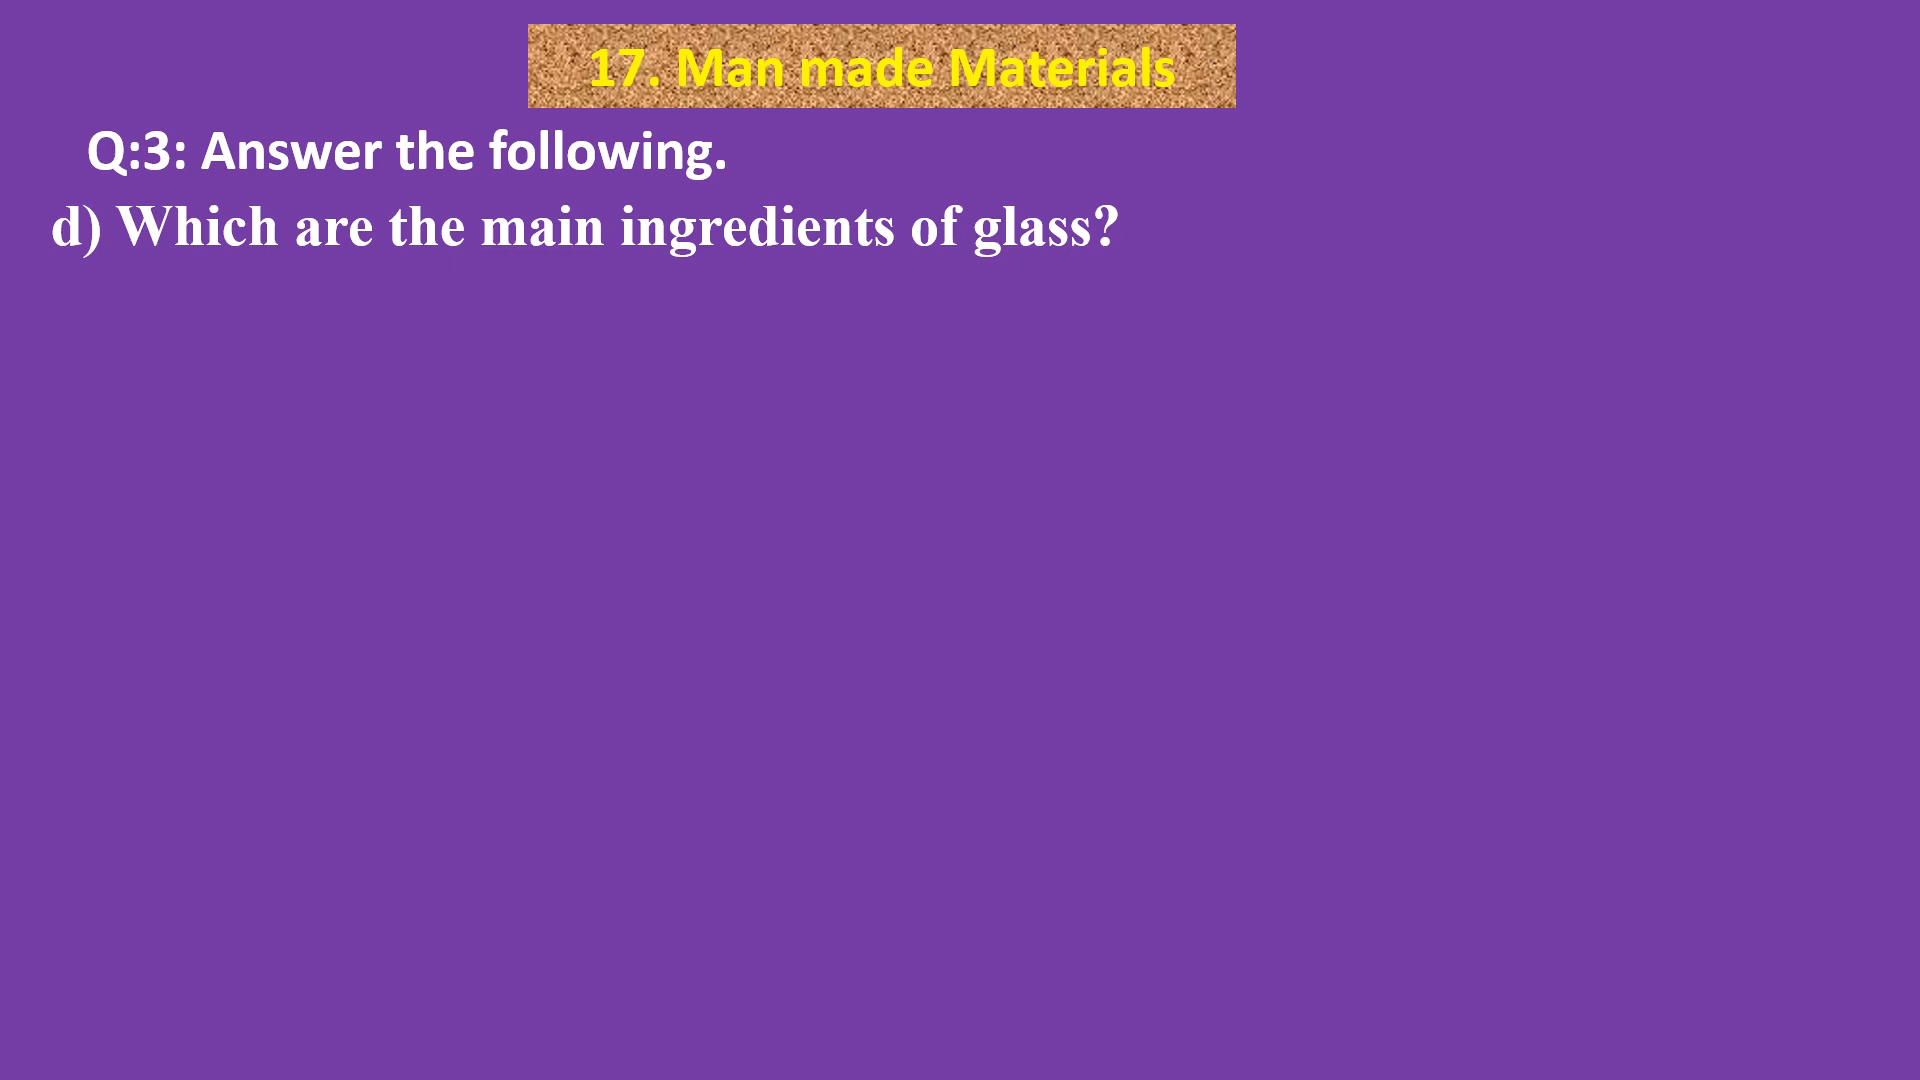 17. Man made Materials
Q:3: Answer the following.
d) Which are the main ingredients of glass?